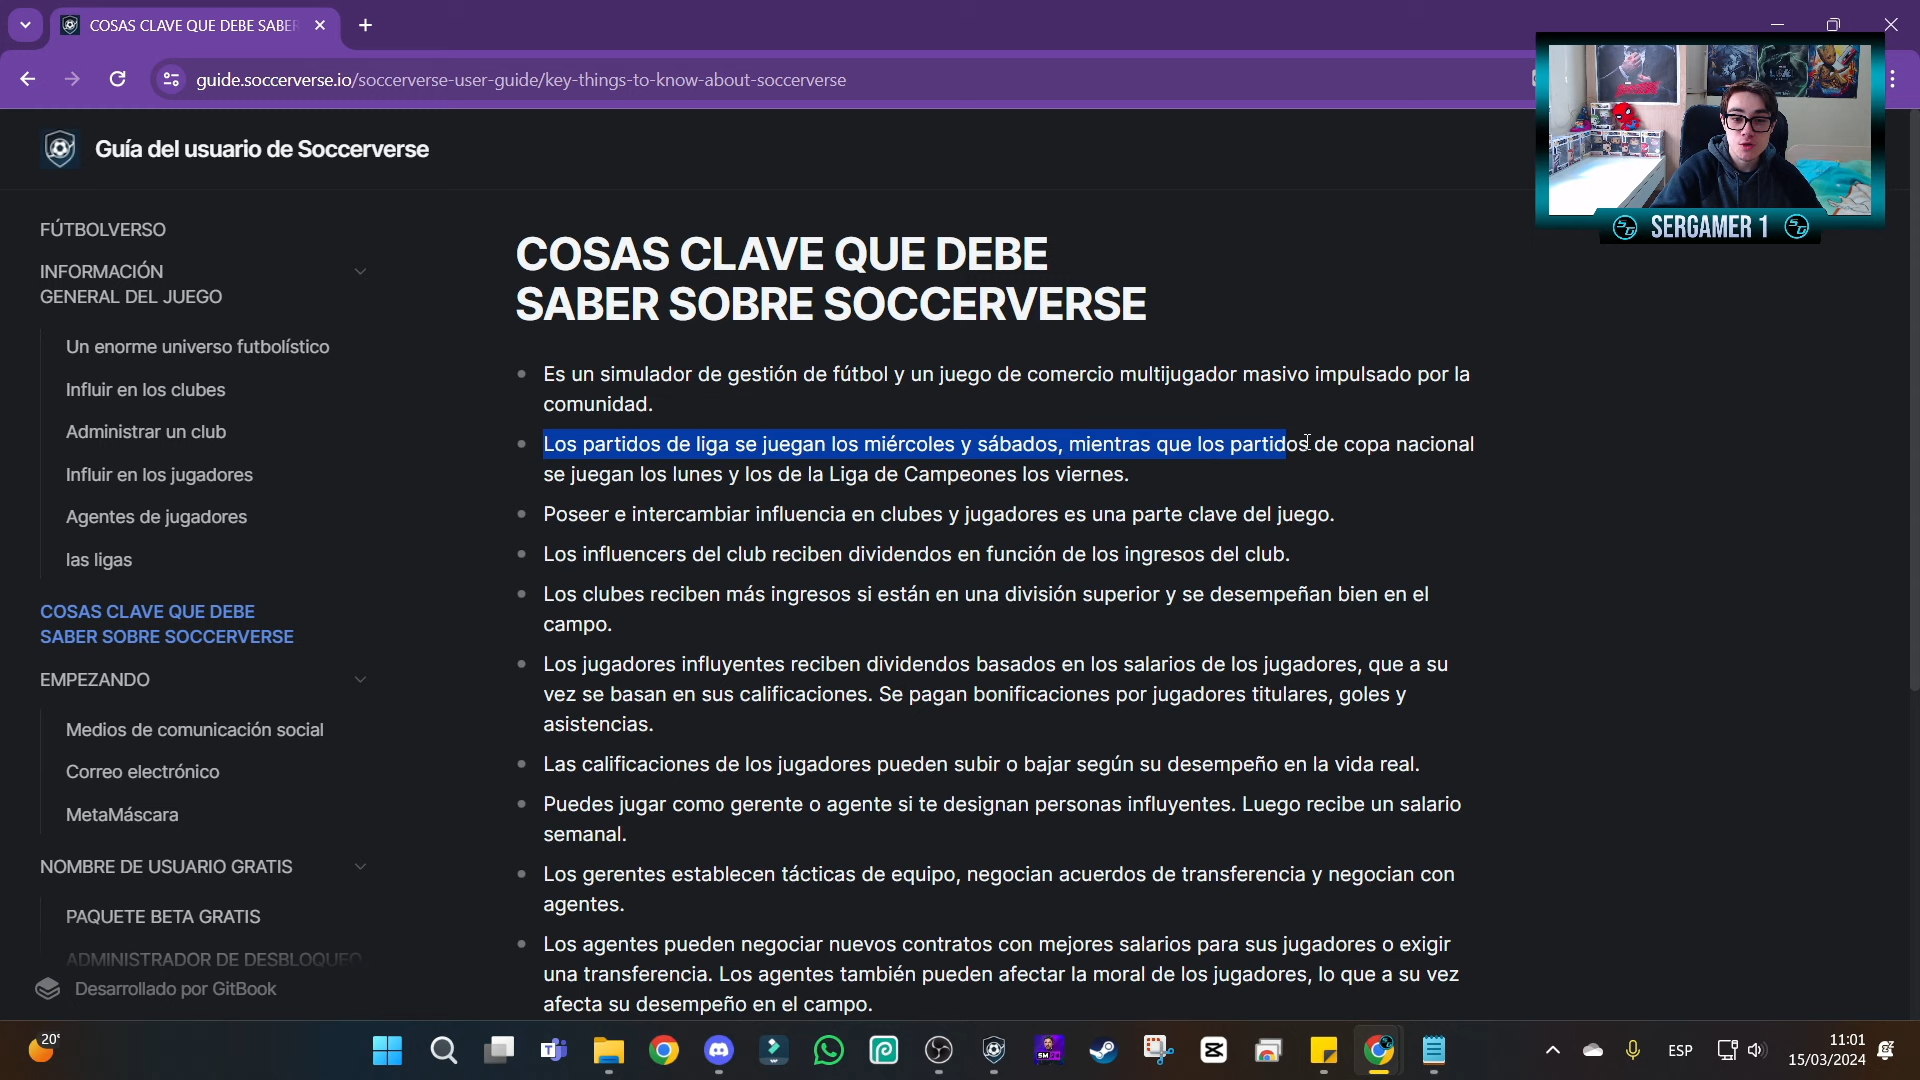 COSAS CLAVE QUE DEBE SABER
guide.soccerverse.io/soccerverse-user-guide/key-things-to-know-about-soccerverse
Guía del usuario de Soccerverse
SERGAMER 1
FÚTBOLVERSO
INFORMACIÓN
GENERAL DEL JUEGO
Un enorme universo futbolístico
Influir en los clubes
Administrar un club
Influir en los jugadores
Agentes de jugadores
las ligas
COSAS CLAVE QUE DEBE
SABER SOBRE SOCCERVERSE
EMPEZANDO
Medios de comunicación social
Correo electrónico
MetaMáscara
NOMBRE DE USUARIO GRATIS
PAQUETE BETA GRATIS
ADMINISTRADOR DE DESBLOQUEO
Desarrollado por GitBook
COSAS CLAVE QUE DEBE
SABER SOBRE SOCCERVERSE
Es un simulador de gestión de fútbol y un juego de comercio multijugador masivo impulsado por la
comunidad.
Los partidos de liga se juegan los miércoles y sábados, mientras que los partidos de copa nacional
se juegan los lunes y los de la Liga de Campeones los viernes.
Poseer e intercambiar influencia en clubes y jugadores es una parte clave del juego.
Los influencers del club reciben dividendos en función de los ingresos del club.
Los clubes reciben más ingresos si están en una división superior y se desempeñan bien en el
campo.
Los jugadores influyentes reciben dividendos basados en los salarios de los jugadores, que a su
vez se basan en sus calificaciones. Se pagan bonificaciones por jugadores titulares, goles y
asistencias.
Las calificaciones de los jugadores pueden subir o bajar según su desempeño en la vida real.
Puedes jugar como gerente o agente si te designan personas influyentes. Luego recibe un salario
semanal.
Los gerentes establecen tácticas de equipo, negocian acuerdos de transferencia y negocian con
agentes.
Los agentes pueden negociar nuevos contratos con mejores salarios para sus jugadores o exigir
una transferencia. Los agentes también pueden afectar la moral de los jugadores, lo que a su vez
afecta su desempeño en el campo.
20°
ESP
11:01
15/03/2024